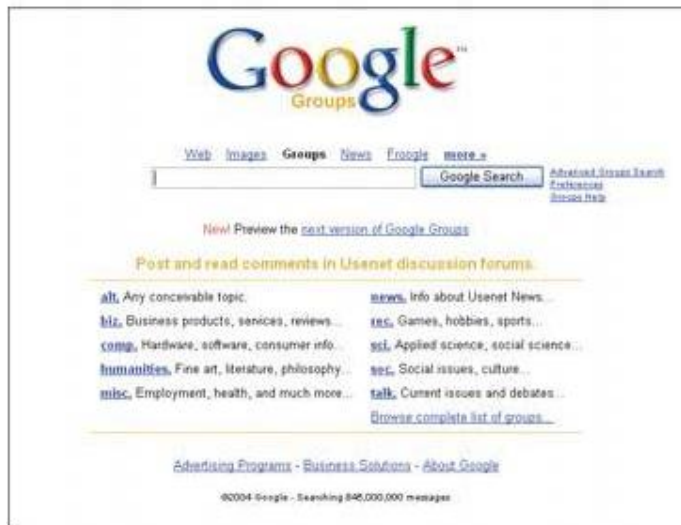 Google™
Groups
Web Images Groups News Froogle more »
Google Search
Advanced Groups Search
Preferences
Groups Help
New! Preview the next version of Google Groups
Post and read comments in Usenet discussion forums.
alt. Any conceivable topic.
news. Info about Usenet News...
biz. Business products, services, reviews...
rec. Games, hobbies, sports...
comp. Hardware, software, consumer info...
sci. Applied science, social science...
humanities. Fine art, literature, philosophy...
soc. Social issues, culture...
misc. Employment, health, and much more...
talk. Current issues and debates...
Browse complete list of groups...
Advertising Programs - Business Solutions - About Google
©2004 Google - Searching 845,000,000 messages